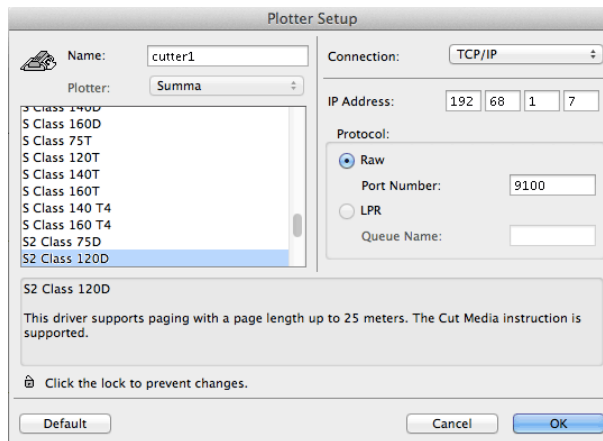 Plotter Setup
Name: cutter1
Plotter: Summa
S Class 140D
S Class 160D
S Class 75T
S Class 120T
S Class 140T
S Class 160T
S Class 140 T4
S Class 160 T4
S2 Class 75D
S2 Class 120D
Connection: TCP/IP
IP Address: 192 68 1 7
Protocol:
Raw
Port Number: 9100
LPR
Queue Name:
S2 Class 120D
This driver supports paging with a page length up to 25 meters. The Cut Media instruction is
supported.
Click the lock to prevent changes.
Default Cancel OK